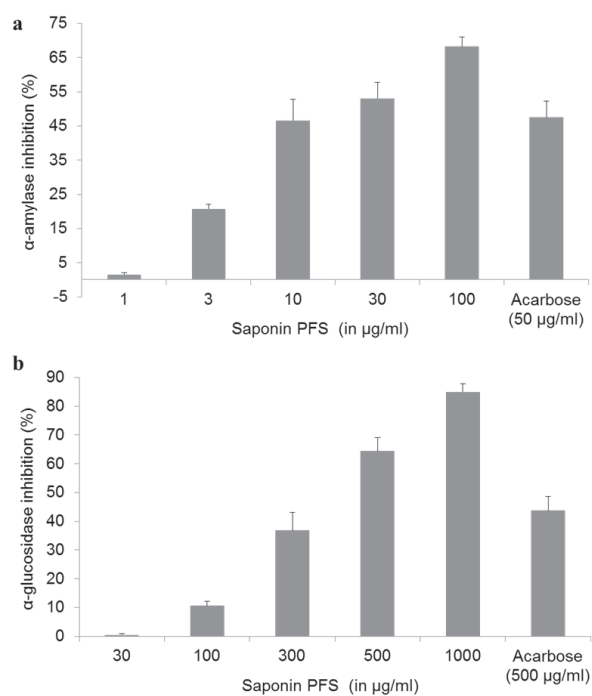 a
75
65
55
45
35
25
15
5
-5
α-amylase inhibition (%)
1 3 10 30 100 Acarbose
(50 µg/ml)
Saponin PFS (in µg/ml)
b
90
80
70
60
50
40
30
20
10
0
α-glucosidase inhibition (%)
30 100 300 500 1000 Acarbose
(500 µg/ml)
Saponin PFS (in µg/ml)